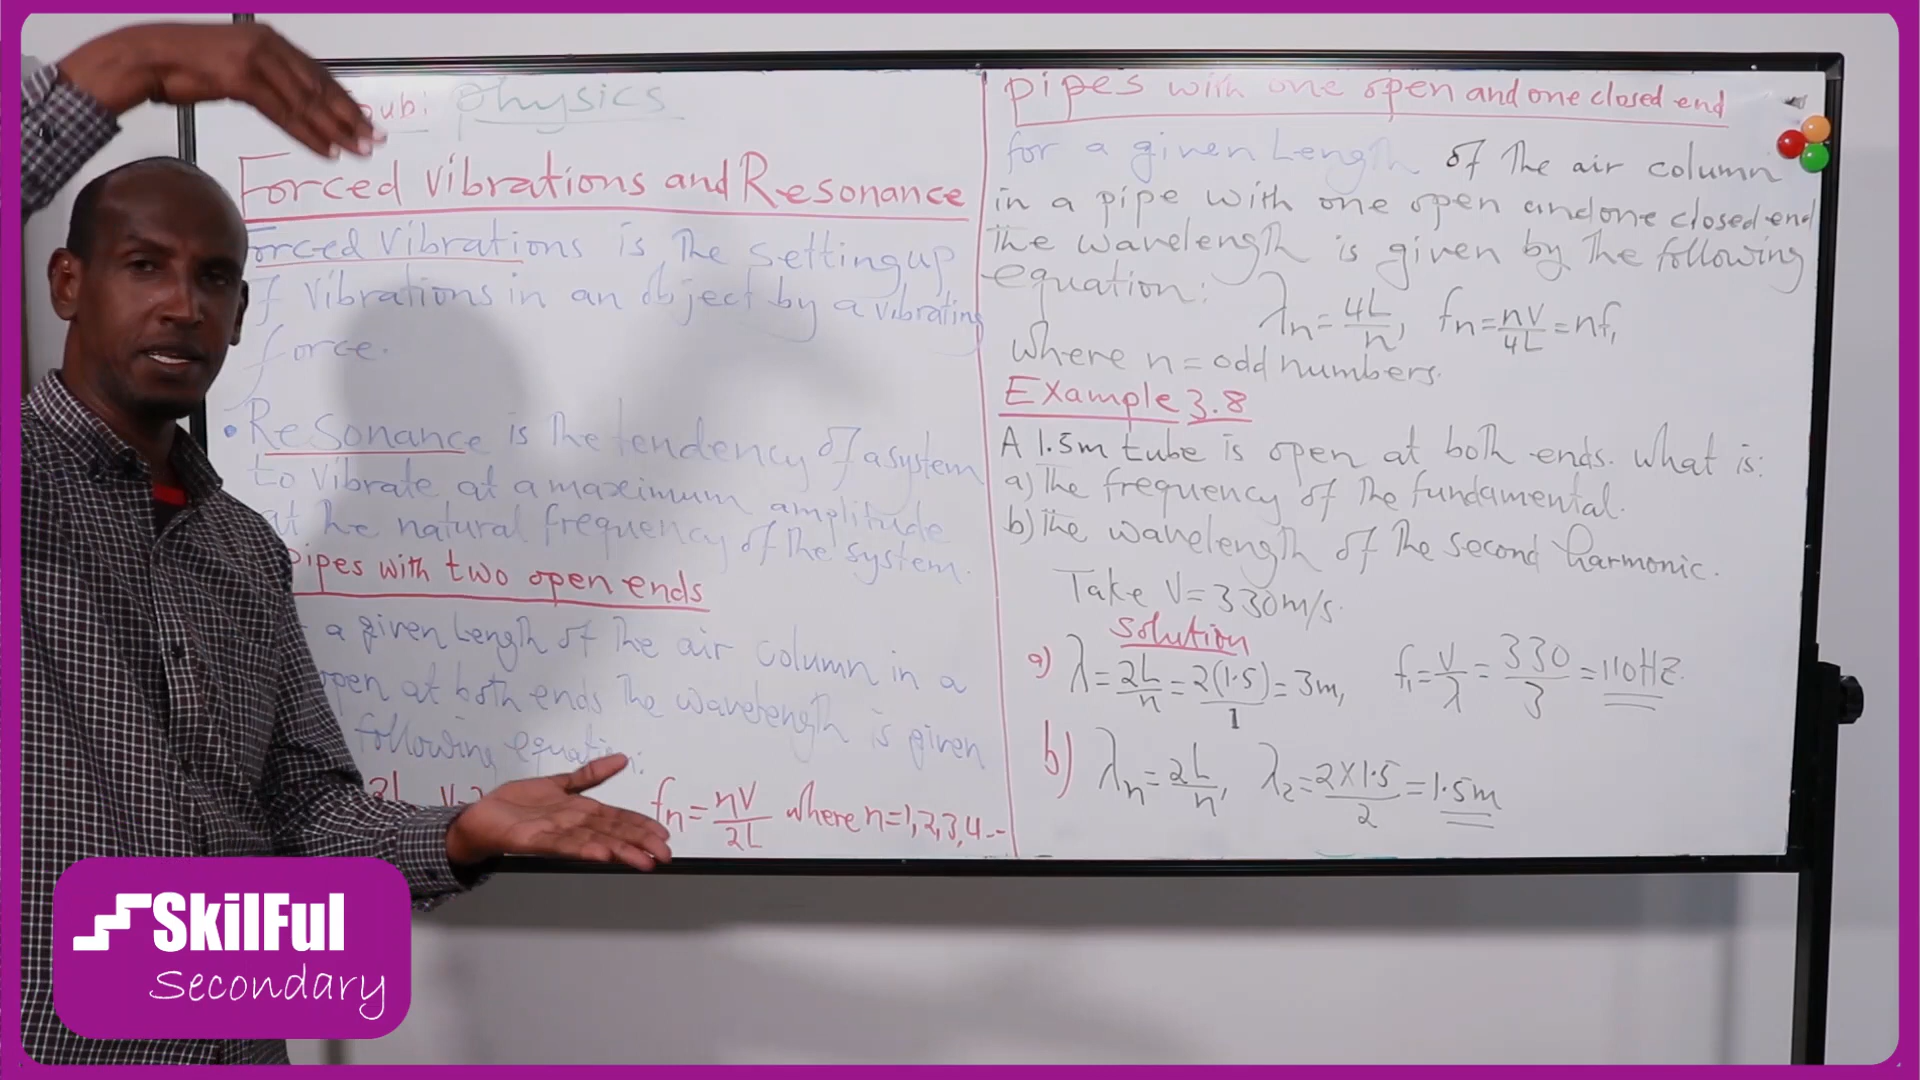 Physics
Forced Vibrations and Resonance
Forced Vibrations is the setting up
of vibrations in an object by a vibrating
force.
• Resonance is the tendency of a system
to vibrate at a maximum amplitude
at the natural frequency of the system.
pipes with two open ends
a given Length of the air column in a
open at both ends the wavelength is given
following equation:
2L
fn = nV/2L where n=1,2,3,4---
pipes with one open and one closed end
for a given Length of the air column
in a pipe with one open and one closed end
the wavelength is given by the following
equation:
λn = 4L/n, fn = nV/4L = nf1
where n = odd numbers.
Example 3.8
A 1.5m tube is open at both ends. what is:
a) The frequency of the fundamental.
b) The wavelength of the second harmonic.
Take V = 330m/s.
Solution
a) λ = 2L/n = 2(1.5)/1 = 3m, f1 = V/λ = 330/3 = 110HZ.
b) λn = 2L/n, λ2 = 2×1.5/2 = 1.5m
SkilFul
Secondary